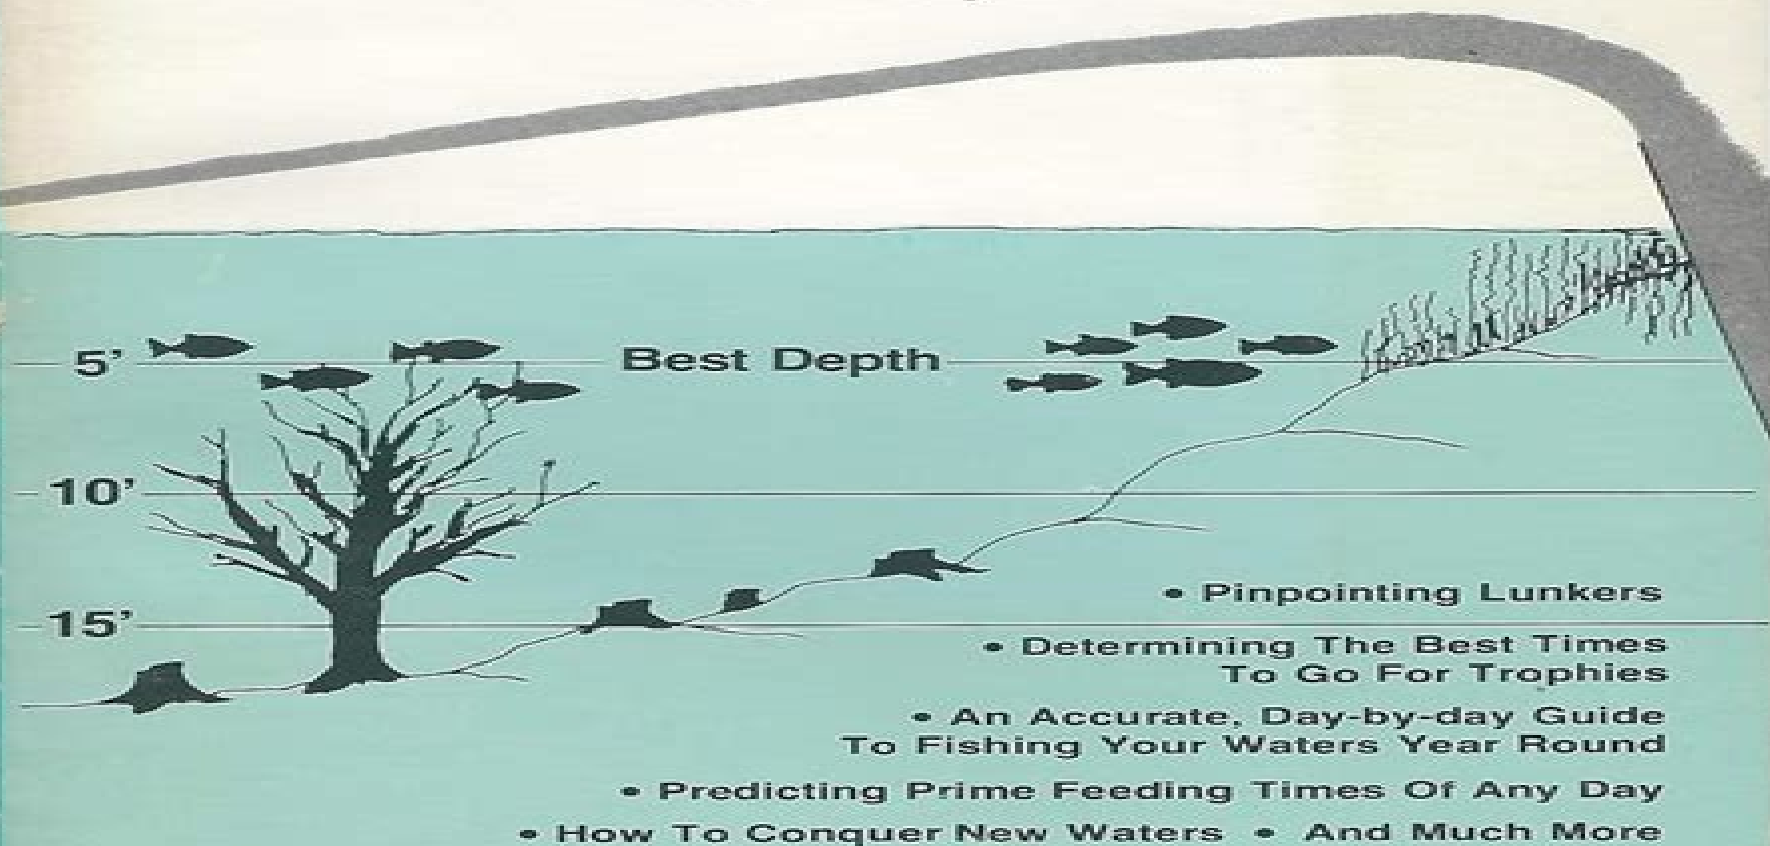 5' Best Depth
10'
15'
• Pinpointing Lunkers
• Determining The Best Times
To Go For Trophies
• An Accurate, Day-by-day Guide
To Fishing Your Waters Year Round
• Predicting Prime Feeding Times Of Any Day
• How To Conquer New Waters • And Much More